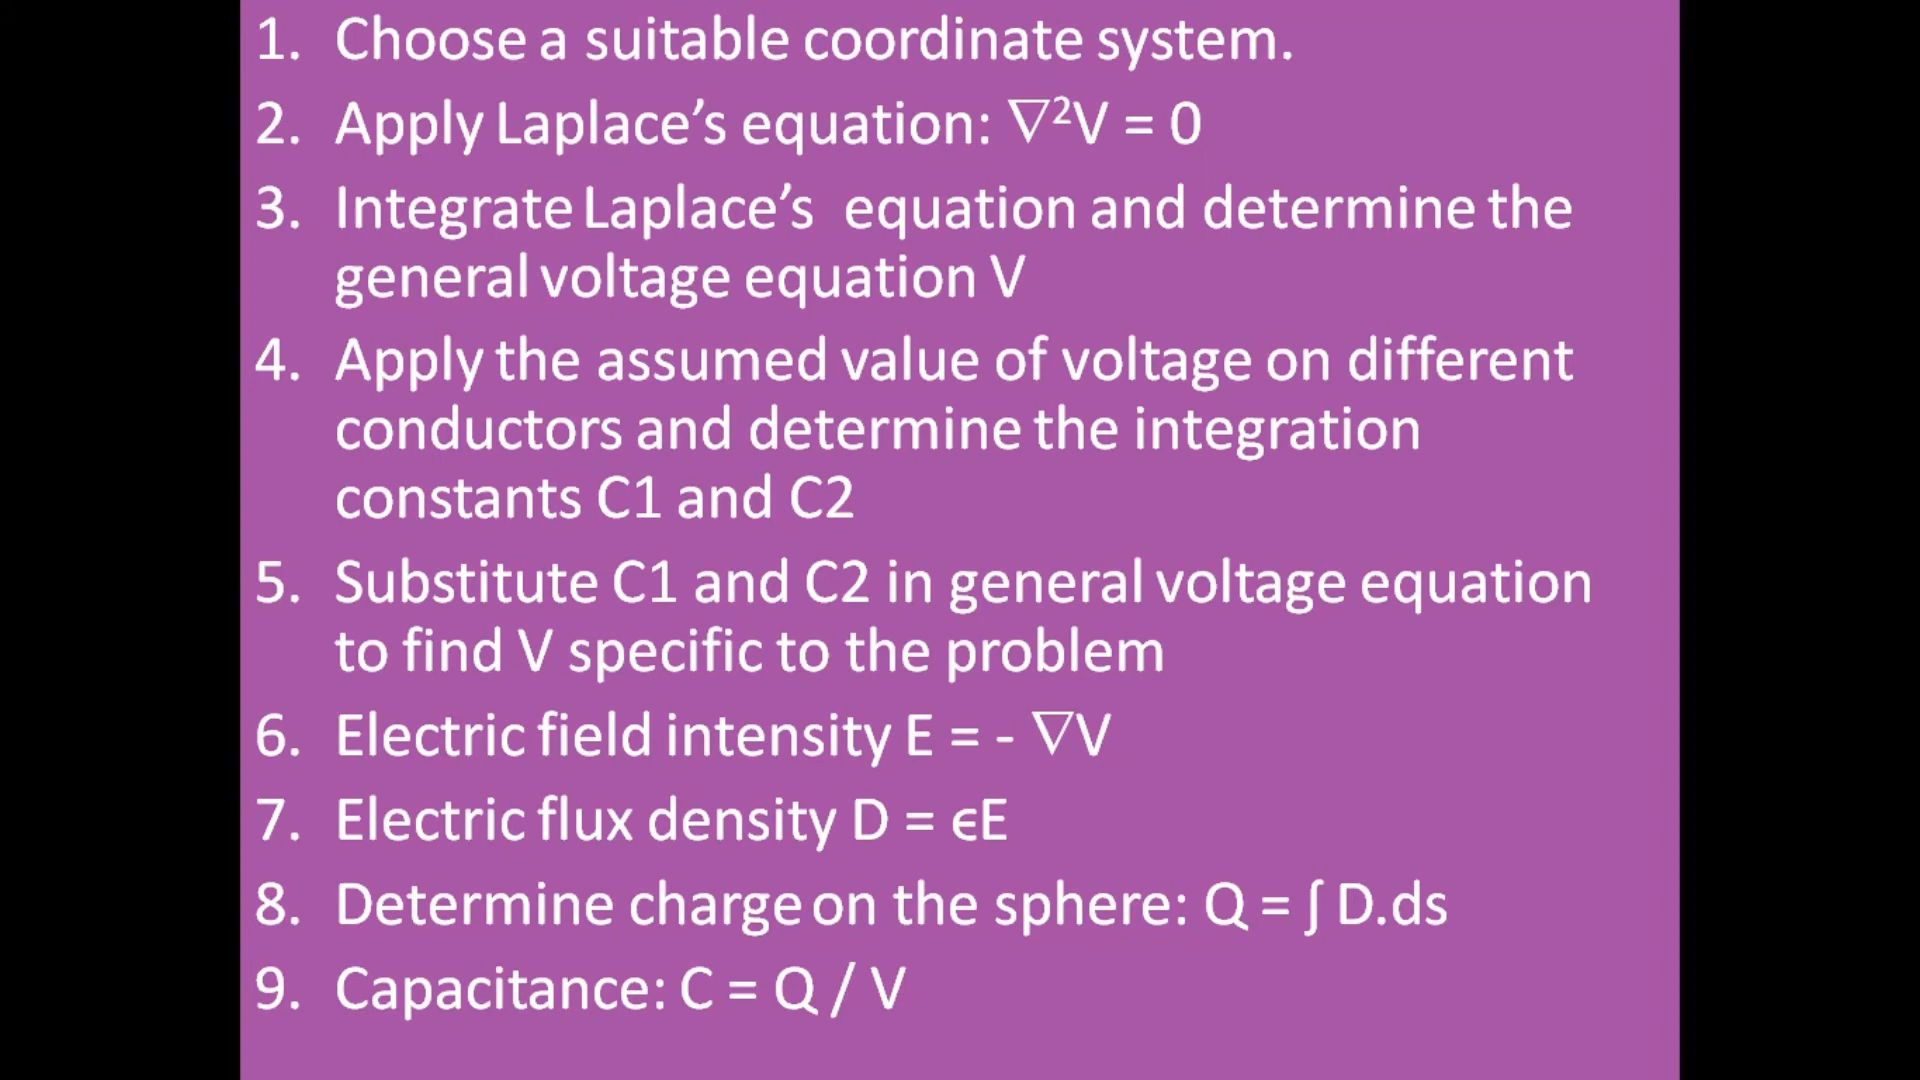 1. Choose a suitable coordinate system.
2. Apply Laplace’s equation: ∇²V = 0
3. Integrate Laplace’s equation and determine the
general voltage equation V
4. Apply the assumed value of voltage on different
conductors and determine the integration
constants C1 and C2
5. Substitute C1 and C2 in general voltage equation
to find V specific to the problem
6. Electric field intensity E = - ∇V
7. Electric flux density D = ϵE
8. Determine charge on the sphere: Q = ∫ D.ds
9. Capacitance: C = Q / V